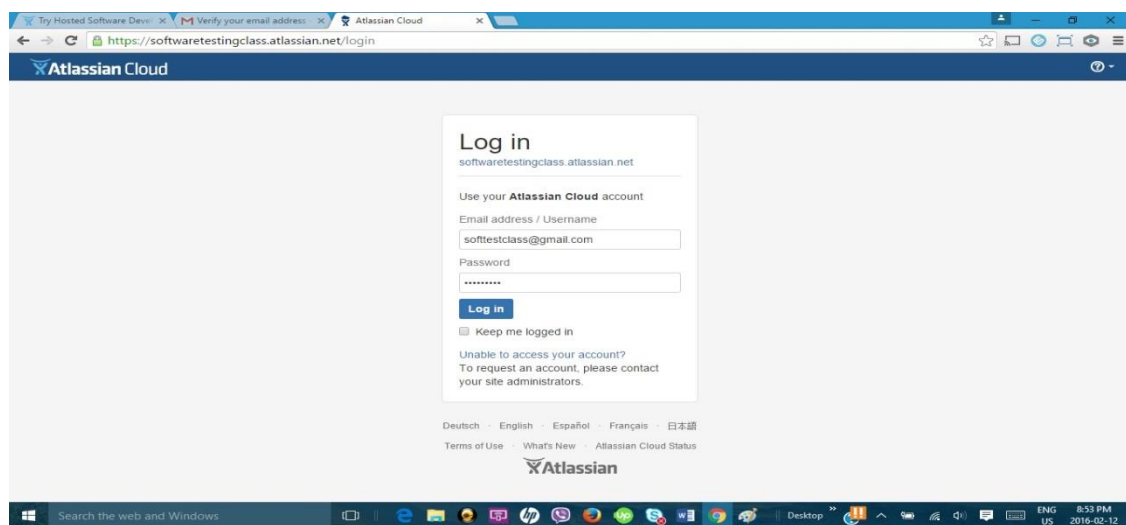 Try Hosted Software Deve
Verify your email address
Atlassian Cloud
https://softwaretestingclass.atlassian.net/login
Atlassian Cloud
Log in
softwaretestingclass.atlassian.net
Use your Atlassian Cloud account
Email address / Username
softtestclass@gmail.com
Password
Log in
Keep me logged in
Unable to access your account?
To request an account, please contact
your site administrators.
Deutsch · English · Español · Français · 日本語
Terms of Use · What's New · Atlassian Cloud Status
Atlassian
Search the web and Windows
Desktop
ENG
US
8:53 PM
2016-02-12